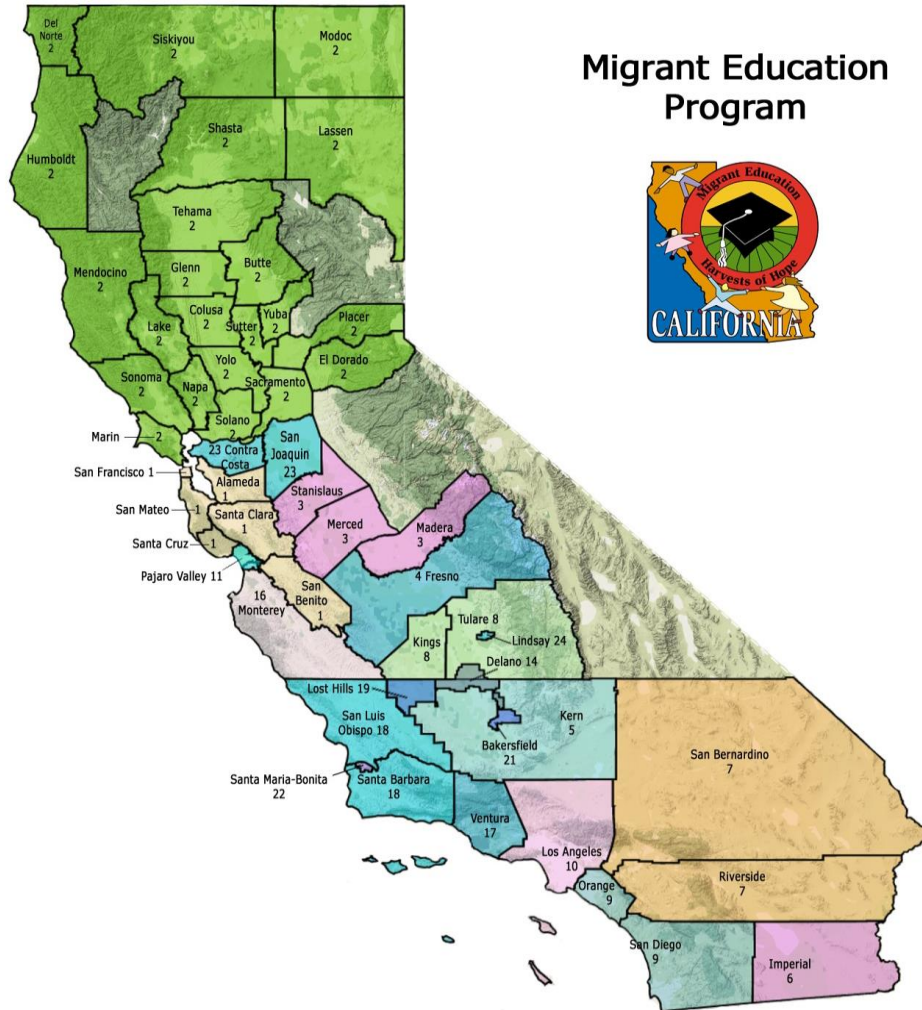 Migrant Education
Program
Migrant Education
Harvests of Hope
CALIFORNIA
Del
Norte
2
Siskiyou
2
Modoc
2
Humboldt
2
Shasta
2
Lassen
2
Tehama
2
Mendocino
2
Glenn
2
Butte
2
Lake
2
Colusa
2
Sutter
2
Yuba
2
Placer
2
Yolo
2
El Dorado
2
Sonoma
2
Napa
2
Sacramento
2
Solano
2
Marin
2
23 Contra
Costa
San
Joaquin
23
San Francisco 1
Alameda
1
Stanislaus
3
San Mateo
1
Santa Clara
1
Merced
3
Madera
3
Santa Cruz
1
Pajaro Valley 11
4 Fresno
16
Monterey
San
Benito
1
Tulare 8
Kings
8
Lindsay 24
Delano 14
Lost Hills 19
San Luis
Obispo 18
Kern
5
Bakersfield
21
San Bernardino
7
Santa Maria-Bonita
22
Santa Barbara
18
Ventura
17
Los Angeles
10
Orange
9
Riverside
7
San Diego
9
Imperial
6